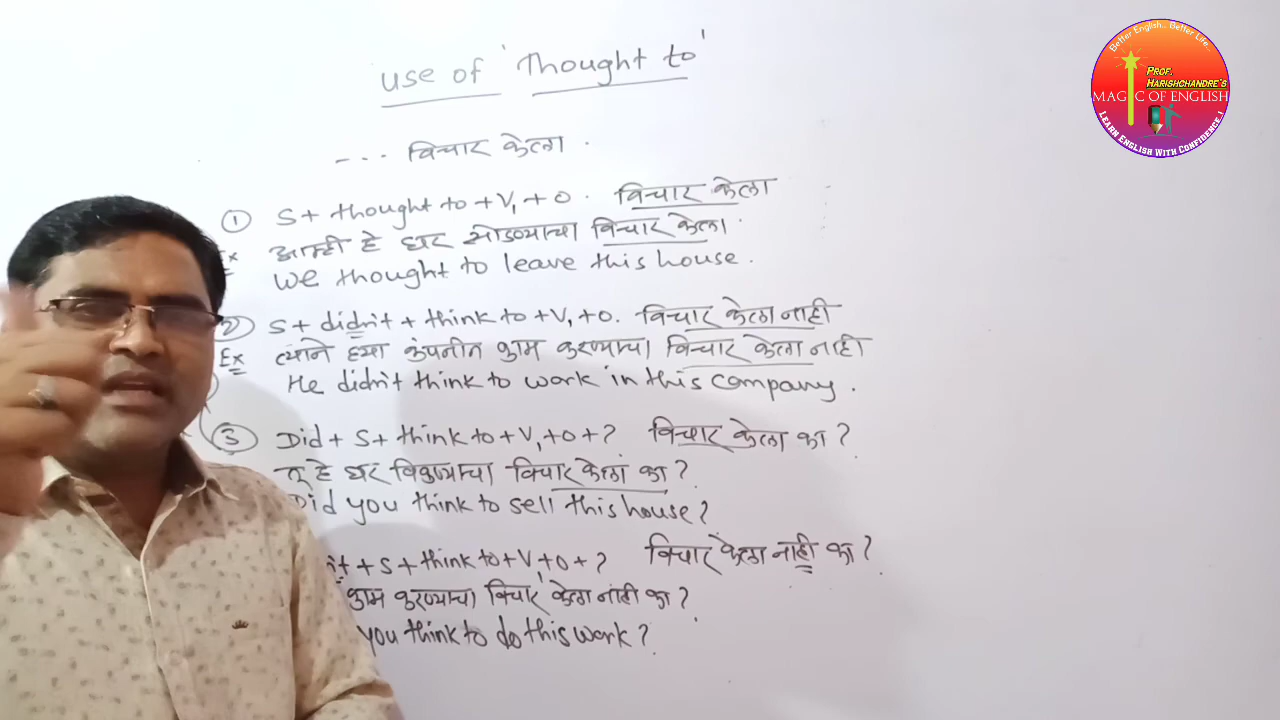 use of 'Thought to'
--- विचार केला.
① S+ thought to +V₁ + O. विचार केला
Ex आम्ही हे घर सोडण्याचा विचार केला.
We thought to leave this house.
② S + didn't + think to +V₁ +O. विचार केला नाही
Ex त्याने ह्या कंपनीत काम करण्याचा विचार केला नाही
He didn't think to work in this company.
③ Did + S + think to +V₁ +O + ? विचार केला का ?
तू हे घर विकण्याचा विचार केला का ?
Did you think to sell this house?
+ S + think to + V₁ + O + ? विचार केला नाही का ?
काम करण्याचा विचार केला नाही का ?
you think to do this work ?
Better English... Better Life...
PROF. HARISHCHANDRE'S
MAGIC OF ENGLISH
LEARN ENGLISH WITH CONFIDENCE !